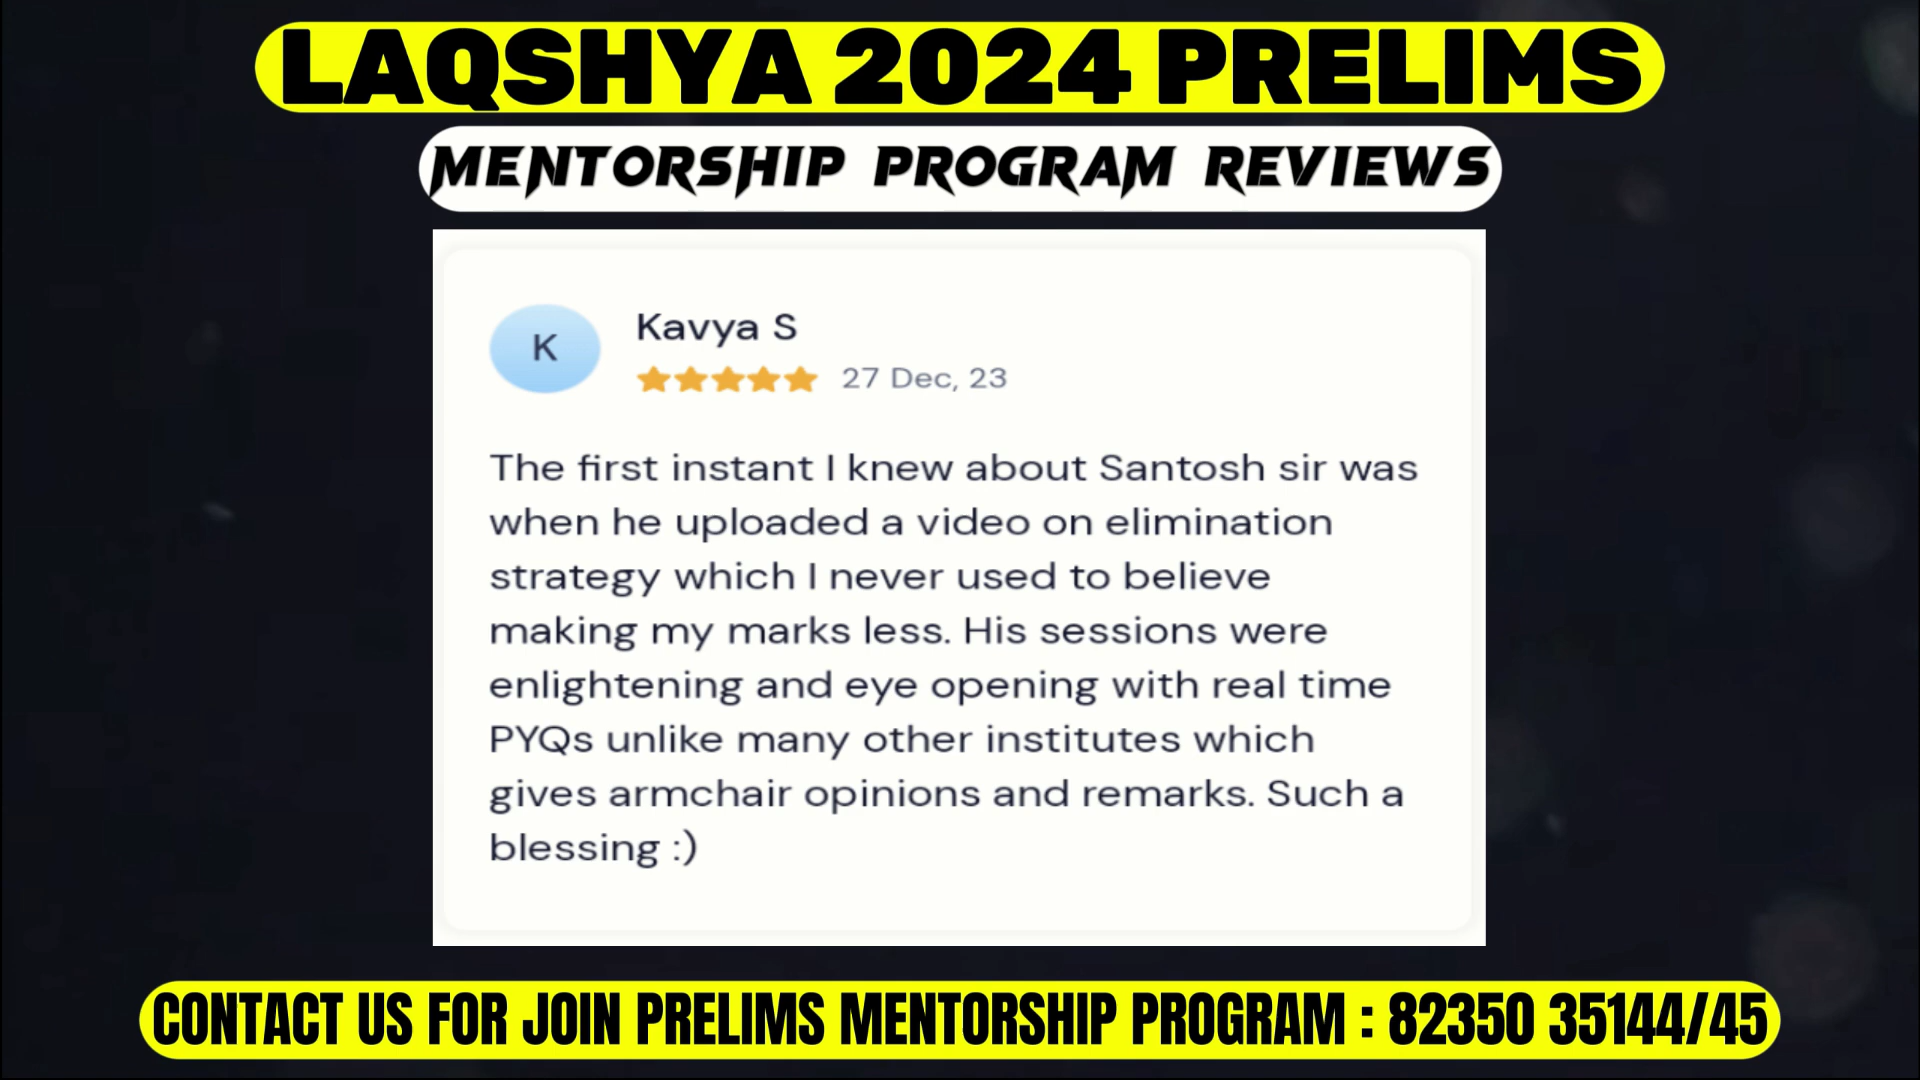 LAQSHYA 2024 PRELIMS
MENTORSHIP PROGRAM REVIEWS
K
Kavya S
27 Dec, 23
The first instant I knew about Santosh sir was
when he uploaded a video on elimination
strategy which I never used to believe
making my marks less. His sessions were
enlightening and eye opening with real time
PYQs unlike many other institutes which
gives armchair opinions and remarks. Such a
blessing :)
CONTACT US FOR JOIN PRELIMS MENTORSHIP PROGRAM : 82350 35144/45